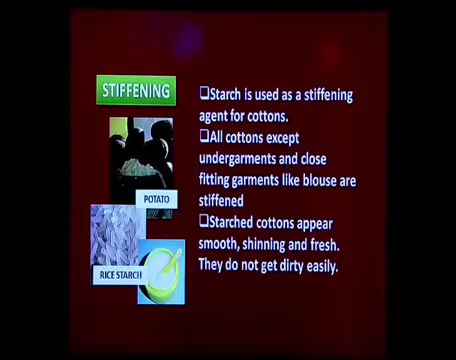 STIFFENING
❑Starch is used as a stiffening
agent for cottons.
❑All cottons except
undergarments and close
fitting garments like blouse are
stiffened
❑Starched cottons appear
smooth, shinning and fresh.
They do not get dirty easily.
POTATO
RICE STARCH